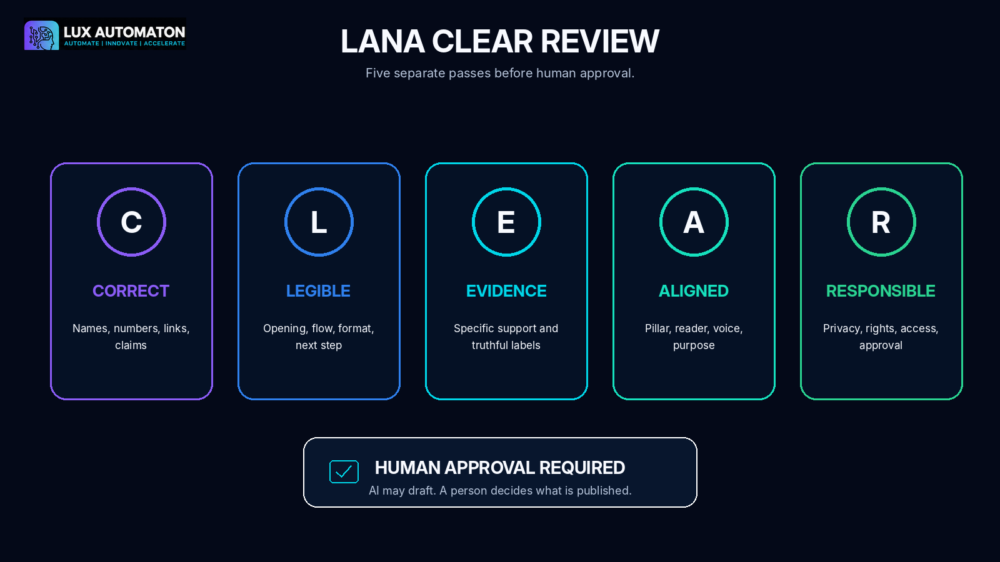 LUX AUTOMATON
AUTOMATE | INNOVATE | ACCELERATE
LANA CLEAR REVIEW
Five separate passes before human approval.
C
CORRECT
Names, numbers, links,
claims
L
LEGIBLE
Opening, flow, format,
next step
E
EVIDENCE
Specific support and
truthful labels
A
ALIGNED
Pillar, reader, voice,
purpose
R
RESPONSIBLE
Privacy, rights, access,
approval
HUMAN APPROVAL REQUIRED
AI may draft. A person decides what is published.